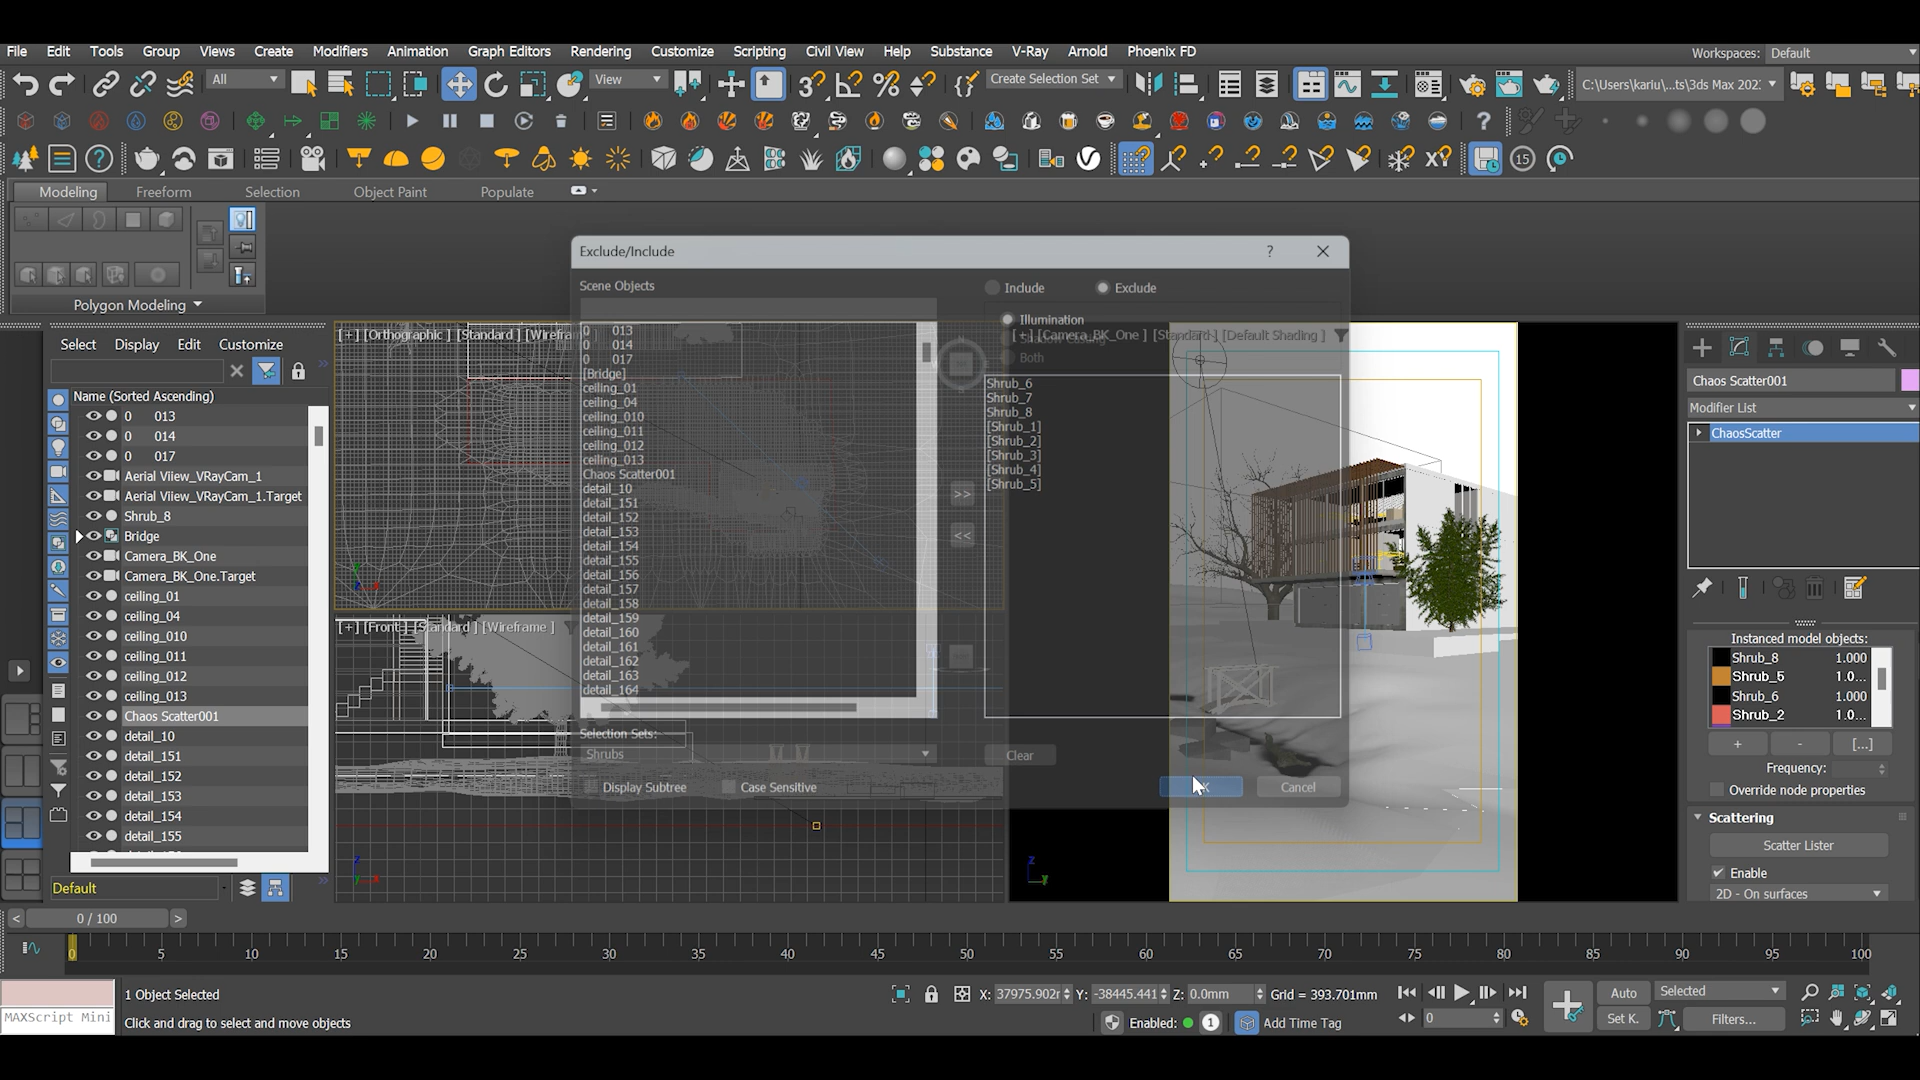 File Edit Tools Group Views Create Modifiers Animation Graph Editors Rendering Customize Scripting Civil View Help Substance V-Ray Arnold Phoenix FD Workspaces: Default
All View Create Selection Set C:\Users\kariu\...ts\3ds Max 202:
15
Modeling Freeform Selection Object Paint Populate
Polygon Modeling
Exclude/Include ?
Scene Objects
Include Exclude
Illumination
Both
0 013
0 014
0 017
[Bridge]
ceiling_01
ceiling_04
ceiling_010
ceiling_011
ceiling_012
ceiling_013
Chaos Scatter001
detail_10
detail_151
detail_152
detail_153
detail_154
detail_155
detail_156
detail_157
detail_158
detail_159
detail_160
detail_161
detail_162
detail_163
detail_164
>>
<<
Shrub_6
Shrub_7
Shrub_8
[Shrub_1]
[Shrub_2]
[Shrub_3]
[Shrub_4]
[Shrub_5]
Selection Sets:
Shrubs
Clear
Display Subtree Case Sensitive
Cancel
[+] [Orthographic ] [Standard ] [Wirefra
[+] [Camera_BK_One ] [Standard ] [Default Shading ]
[+] [Front ] [Standard ] [Wireframe ]
Select Display Edit Customize
Name (Sorted Ascending)
0 013
0 014
0 017
Aerial Viiew_VRayCam_1
Aerial Viiew_VRayCam_1.Target
Shrub_8
Bridge
Camera_BK_One
Camera_BK_One.Target
ceiling_01
ceiling_04
ceiling_010
ceiling_011
ceiling_012
ceiling_013
Chaos Scatter001
detail_10
detail_151
detail_152
detail_153
detail_154
detail_155
Default
Chaos Scatter001
Modifier List
ChaosScatter
Instanced model objects:
Shrub_8 1.000
Shrub_5 1.0...
Shrub_6 1.000
Shrub_2 1.0...
+ - [...]
Frequency:
Override node properties
Scattering
Scatter Lister
Enable
2D - On surfaces
< 0 / 100 >
0 5 10 15 20 25 30 35 40 45 50 55 60 65 70 75 80 85 90 95 100
1 Object Selected
X: 37975.902r Y: -38445.441 Z: 0.0mm Grid = 393.701mm
Auto Selected
MAXScript Mini
Click and drag to select and move objects
Enabled: 1 Add Time Tag
0
Set K. Filters...